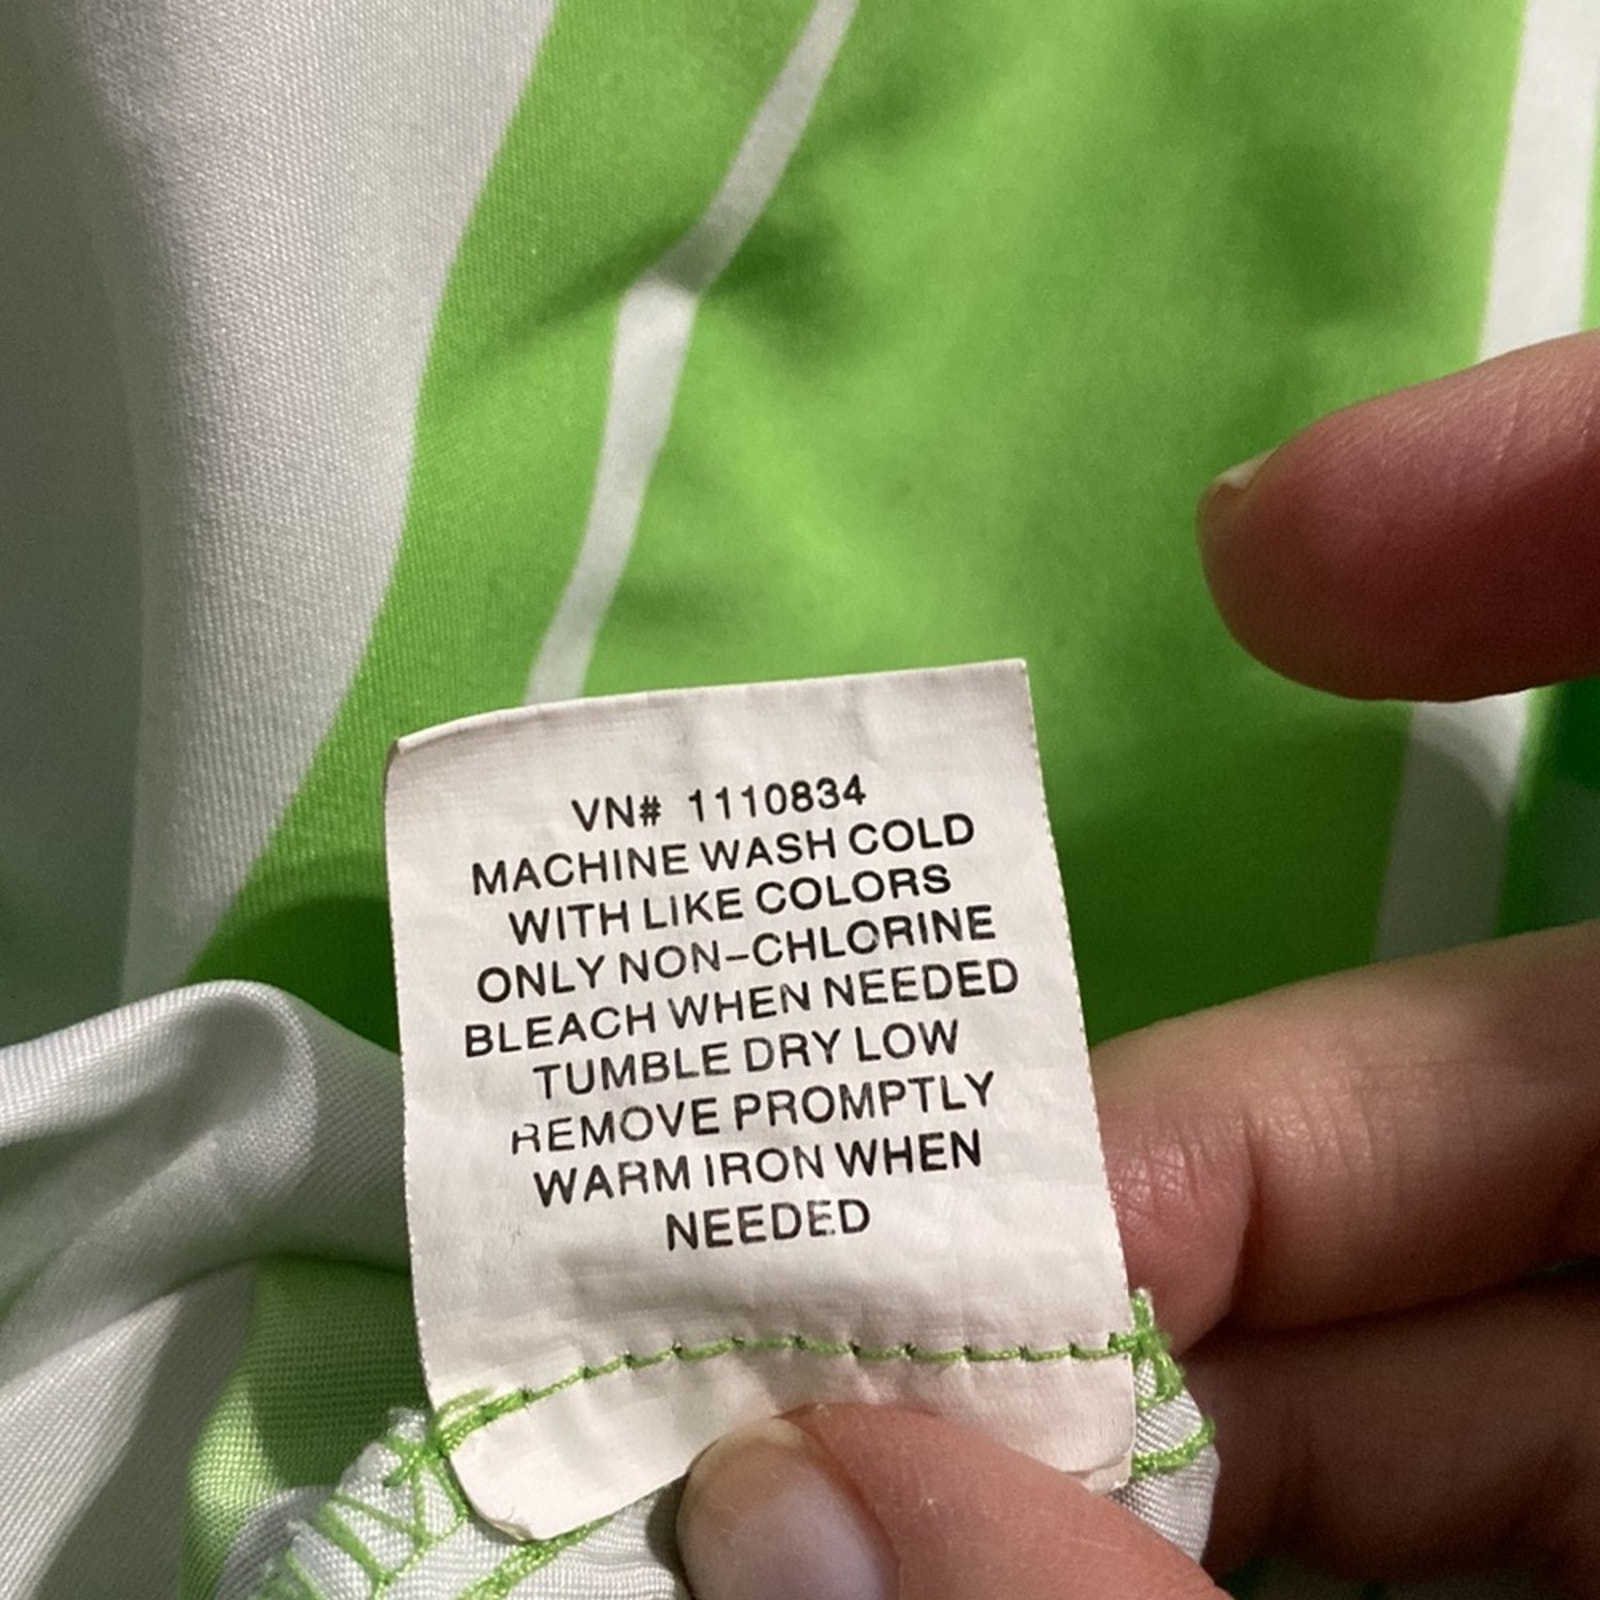 VN# 1110834
MACHINE WASH COLD
WITH LIKE COLORS
ONLY NON-CHLORINE
BLEACH WHEN NEEDED
TUMBLE DRY LOW
REMOVE PROMPTLY
WARM IRON WHEN
NEEDED